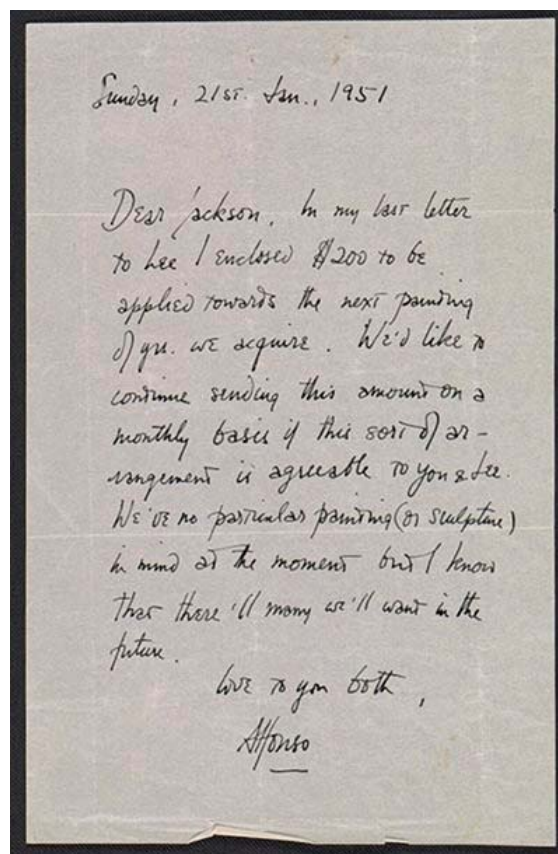 Sunday, 21st. Jan., 1951
Dear Jackson, In my last letter
to Lee I enclosed $200 to be
applied towards the next painting
of yrs. we acquire. We'd like to
continue sending this amount on a
monthly basis if this sort of ar-
rangement is agreeable to you & Lee.
We've no particular painting (or sculpture)
in mind at the moment but I know
that there'll many we'll want in the
future.
Love to you both,
Alfonso